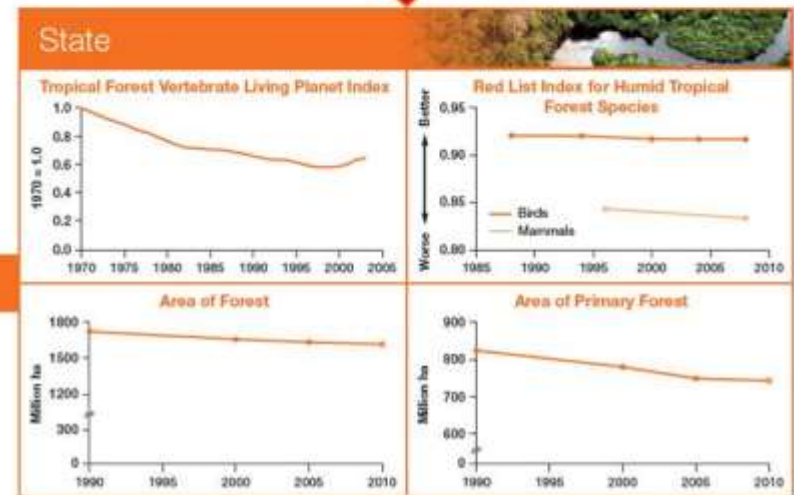 State
Tropical Forest Vertebrate Living Planet Index
1970 = 1.0
1.0
0.8
0.6
0.4
0.2
0.0
1970 1975 1980 1985 1990 1995 2000 2005
Red List Index for Humid Tropical
Forest Species
Better
Worse
0.95
0.90
0.85
0.80
Birds
Mammals
1985 1990 1995 2000 2005 2010
Area of Forest
Million ha
1800
1500
1200
300
0
1990 1995 2000 2005 2010
Area of Primary Forest
Million ha
900
800
700
600
0
1990 1995 2000 2005 2010